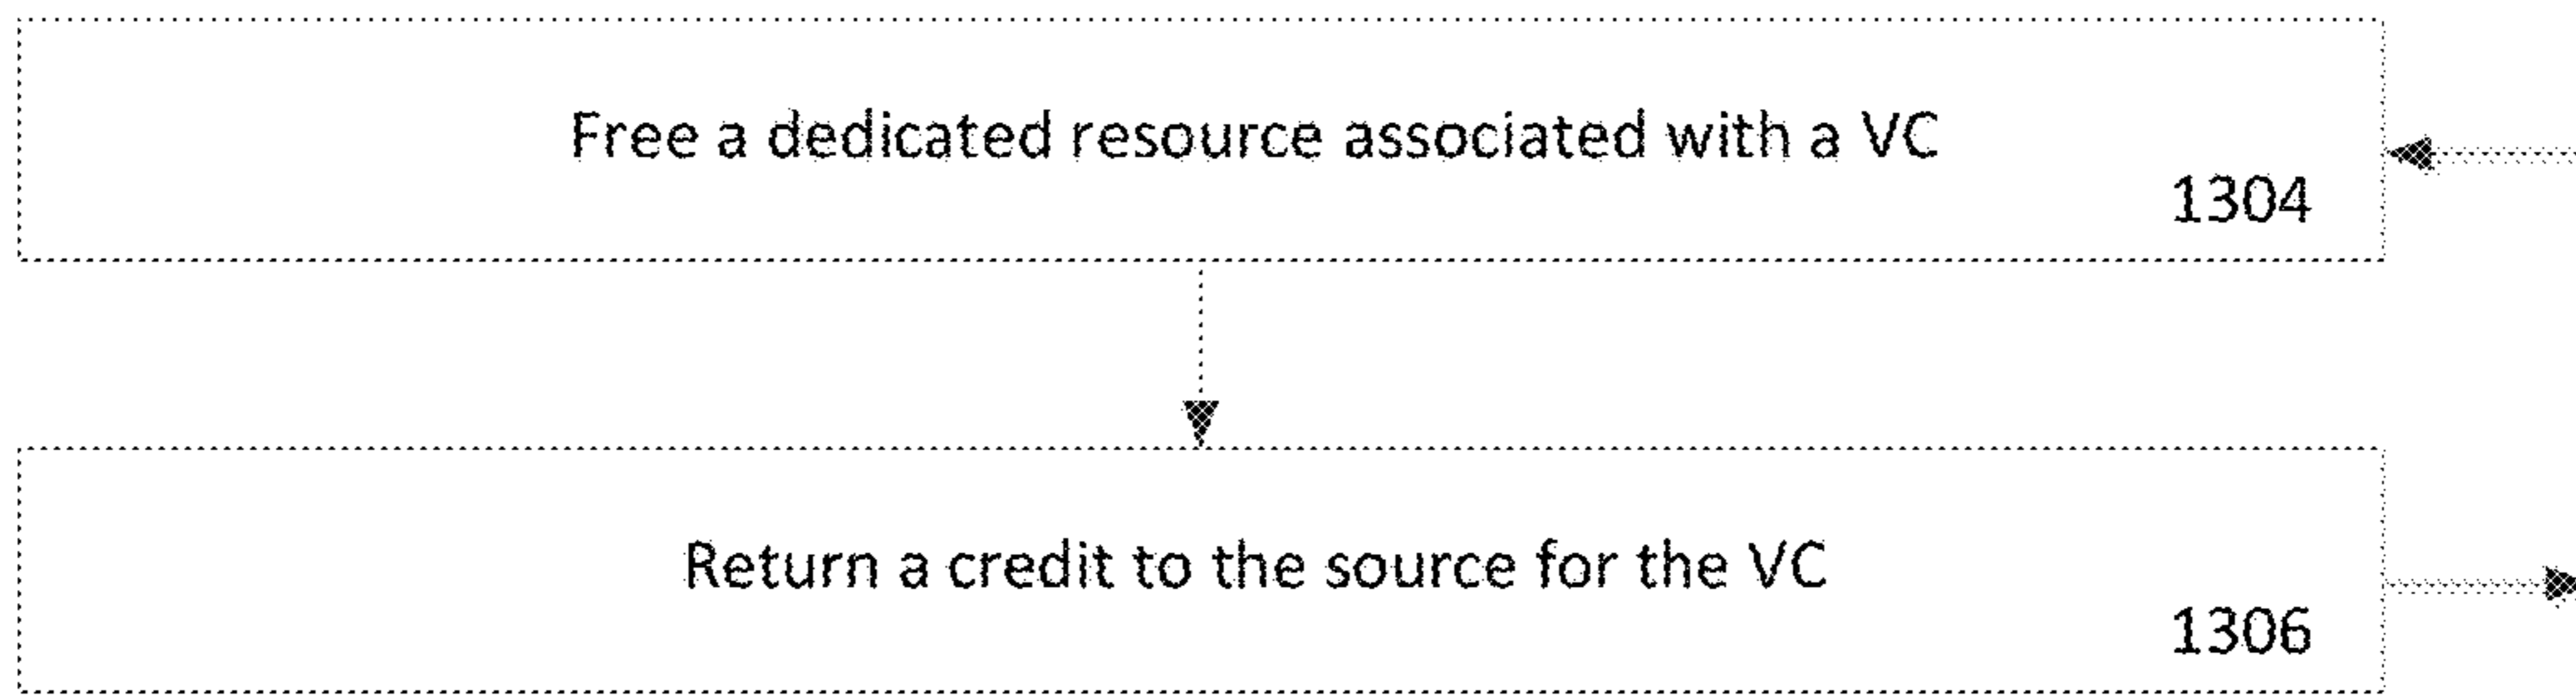 Free a dedicated resource associated with a VC
1304
Return a credit to the source for the VC
1306